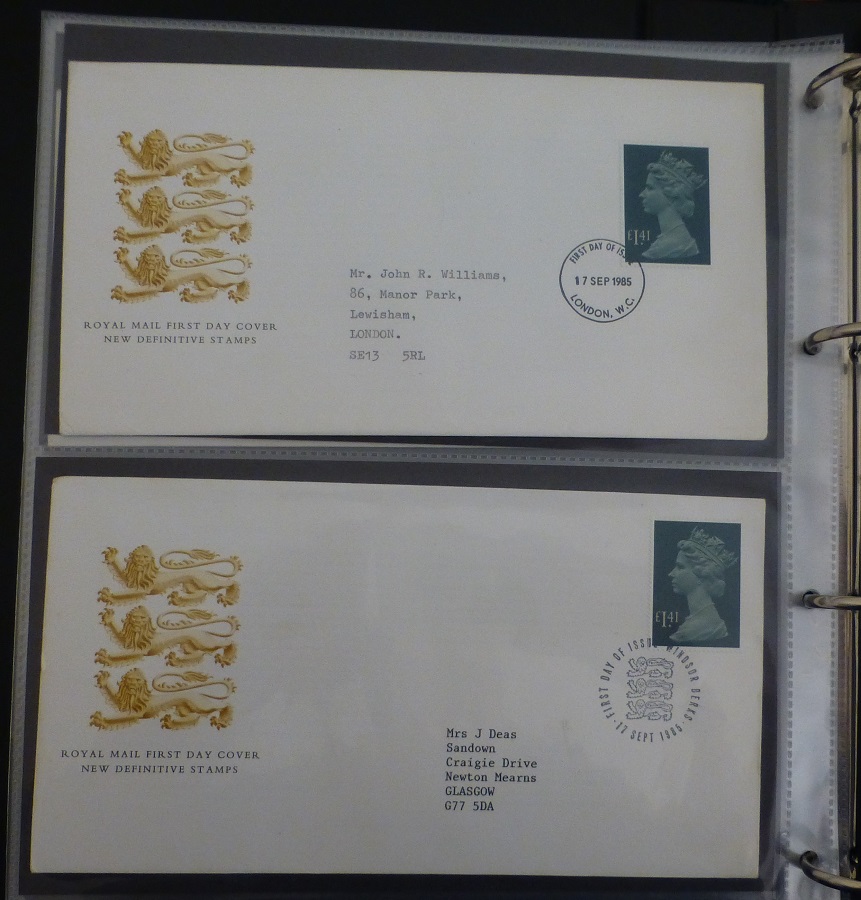 £1.41
FIRST DAY OF ISSUE
17 SEP 1985
LONDON, W.C.
Mr. John R. Williams,
86, Manor Park,
Lewisham,
LONDON.
SE13 5RL
ROYAL MAIL FIRST DAY COVER
NEW DEFINITIVE STAMPS
£1.41
FIRST DAY OF ISSUE WINDSOR BERKS
17 SEPT 1985
Mrs J Deas
Sandown
Craigie Drive
Newton Mearns
GLASGOW
G77 5DA
ROYAL MAIL FIRST DAY COVER
NEW DEFINITIVE STAMPS